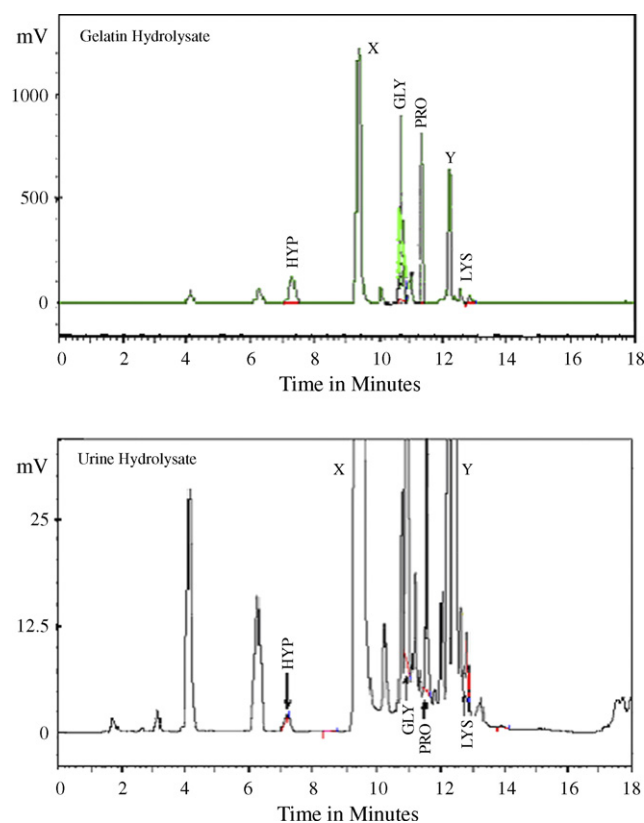 mV
Gelatin Hydrolysate
X
GLY
PRO
1000
Y
500
HYP
LYS
0
0 2 4 6 8 10 12 14 16 18
Time in Minutes
mV
Urine Hydrolysate
X
Y
25
12.5
HYP
GLY
PRO
LYS
0
0 2 4 6 8 10 12 14 16 18
Time in Minutes